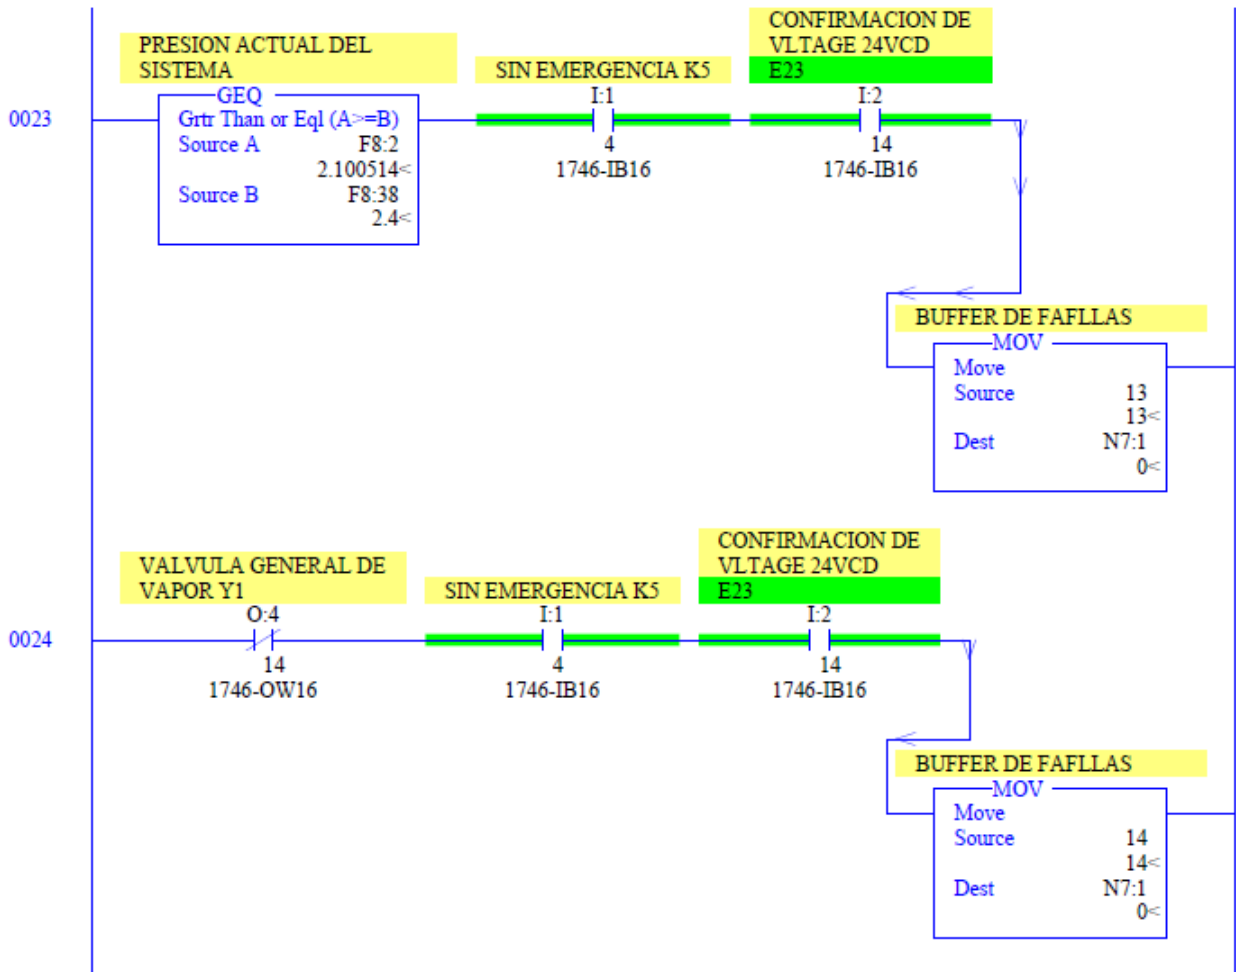 CONFIRMACION DE
PRESION ACTUAL DEL
VLTAGE 24VCD
SISTEMA
SIN EMERGENCIA K5
E23
0023
GEQ
I:1
I:2
Grtr Than or Eql (A>=B)
Source A F8:2
4
14
2.100514<
1746-IB16
1746-IB16
Source B F8:38
2.4<
BUFFER DE FAFLLAS
MOV
Move
Source 13
13<
Dest N7:1
0<
CONFIRMACION DE
VALVULA GENERAL DE
VLTAGE 24VCD
VAPOR Y1
SIN EMERGENCIA K5
E23
0024
O:4
I:1
I:2
14
4
14
1746-OW16
1746-IB16
1746-IB16
BUFFER DE FAFLLAS
MOV
Move
Source 14
14<
Dest N7:1
0<